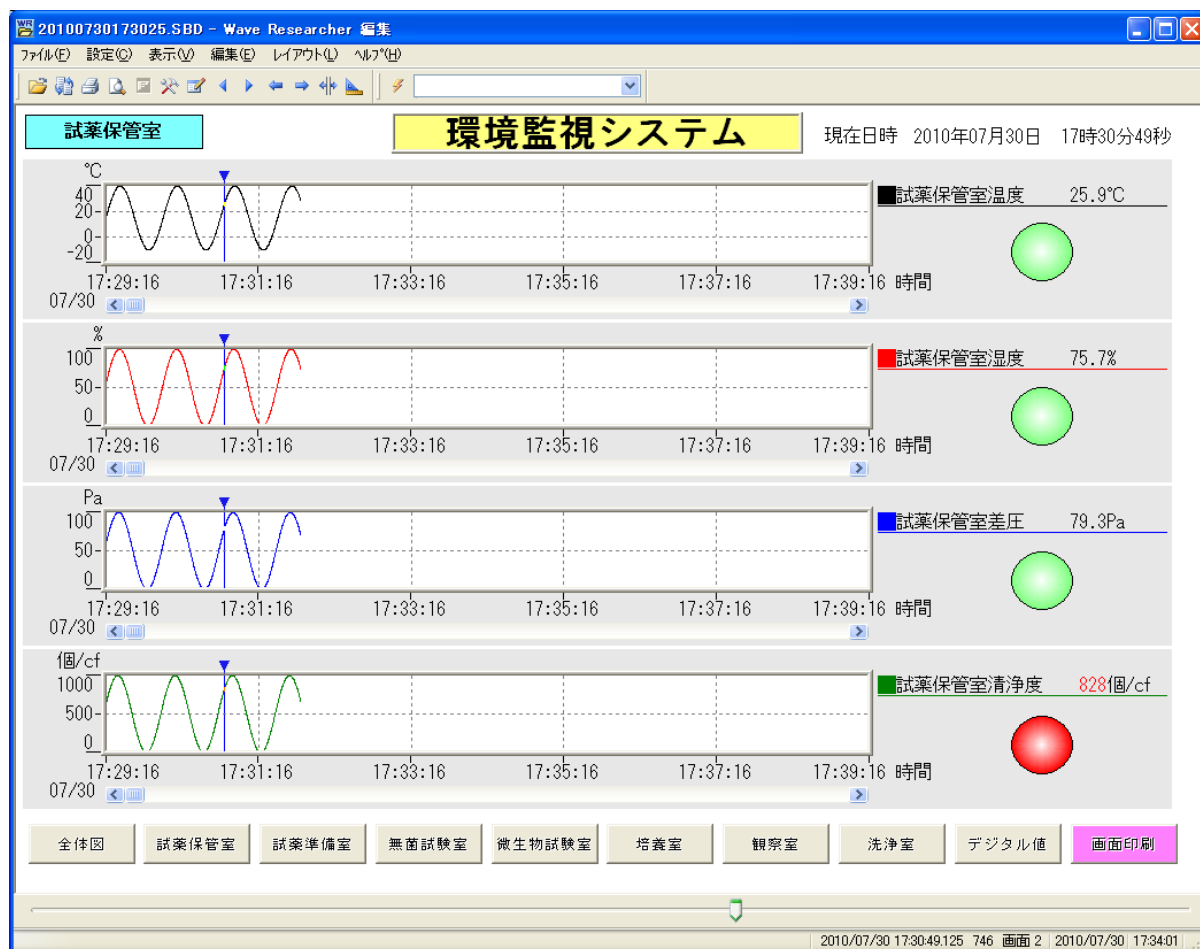 20100730173025.SBD - Wave Researcher 編集
ファイル(F) 設定(C) 表示(V) 編集(E) レイアウト(L) ヘルプ(H)
試薬保管室 環境監視システム 現在日時 2010年07月30日 17時30分49秒
℃
40
20
0
-20
17:29:16 17:31:16 17:33:16 17:35:16 17:37:16 17:39:16 時間
07/30
試薬保管室温度 25.9℃
%
100
50
0
17:29:16 17:31:16 17:33:16 17:35:16 17:37:16 17:39:16 時間
07/30
試薬保管室湿度 75.7%
Pa
100
50
0
17:29:16 17:31:16 17:33:16 17:35:16 17:37:16 17:39:16 時間
07/30
試薬保管室差圧 79.3Pa
個/cf
1000
500
0
17:29:16 17:31:16 17:33:16 17:35:16 17:37:16 17:39:16 時間
07/30
試薬保管室清浄度 828個/cf
全体図 試薬保管室 試薬準備室 無菌試験室 微生物試験室 培養室 観察室 洗浄室 デジタル値 画面印刷
2010/07/30 17:30:49.125 746 画面 2 2010/07/30 17:34:01